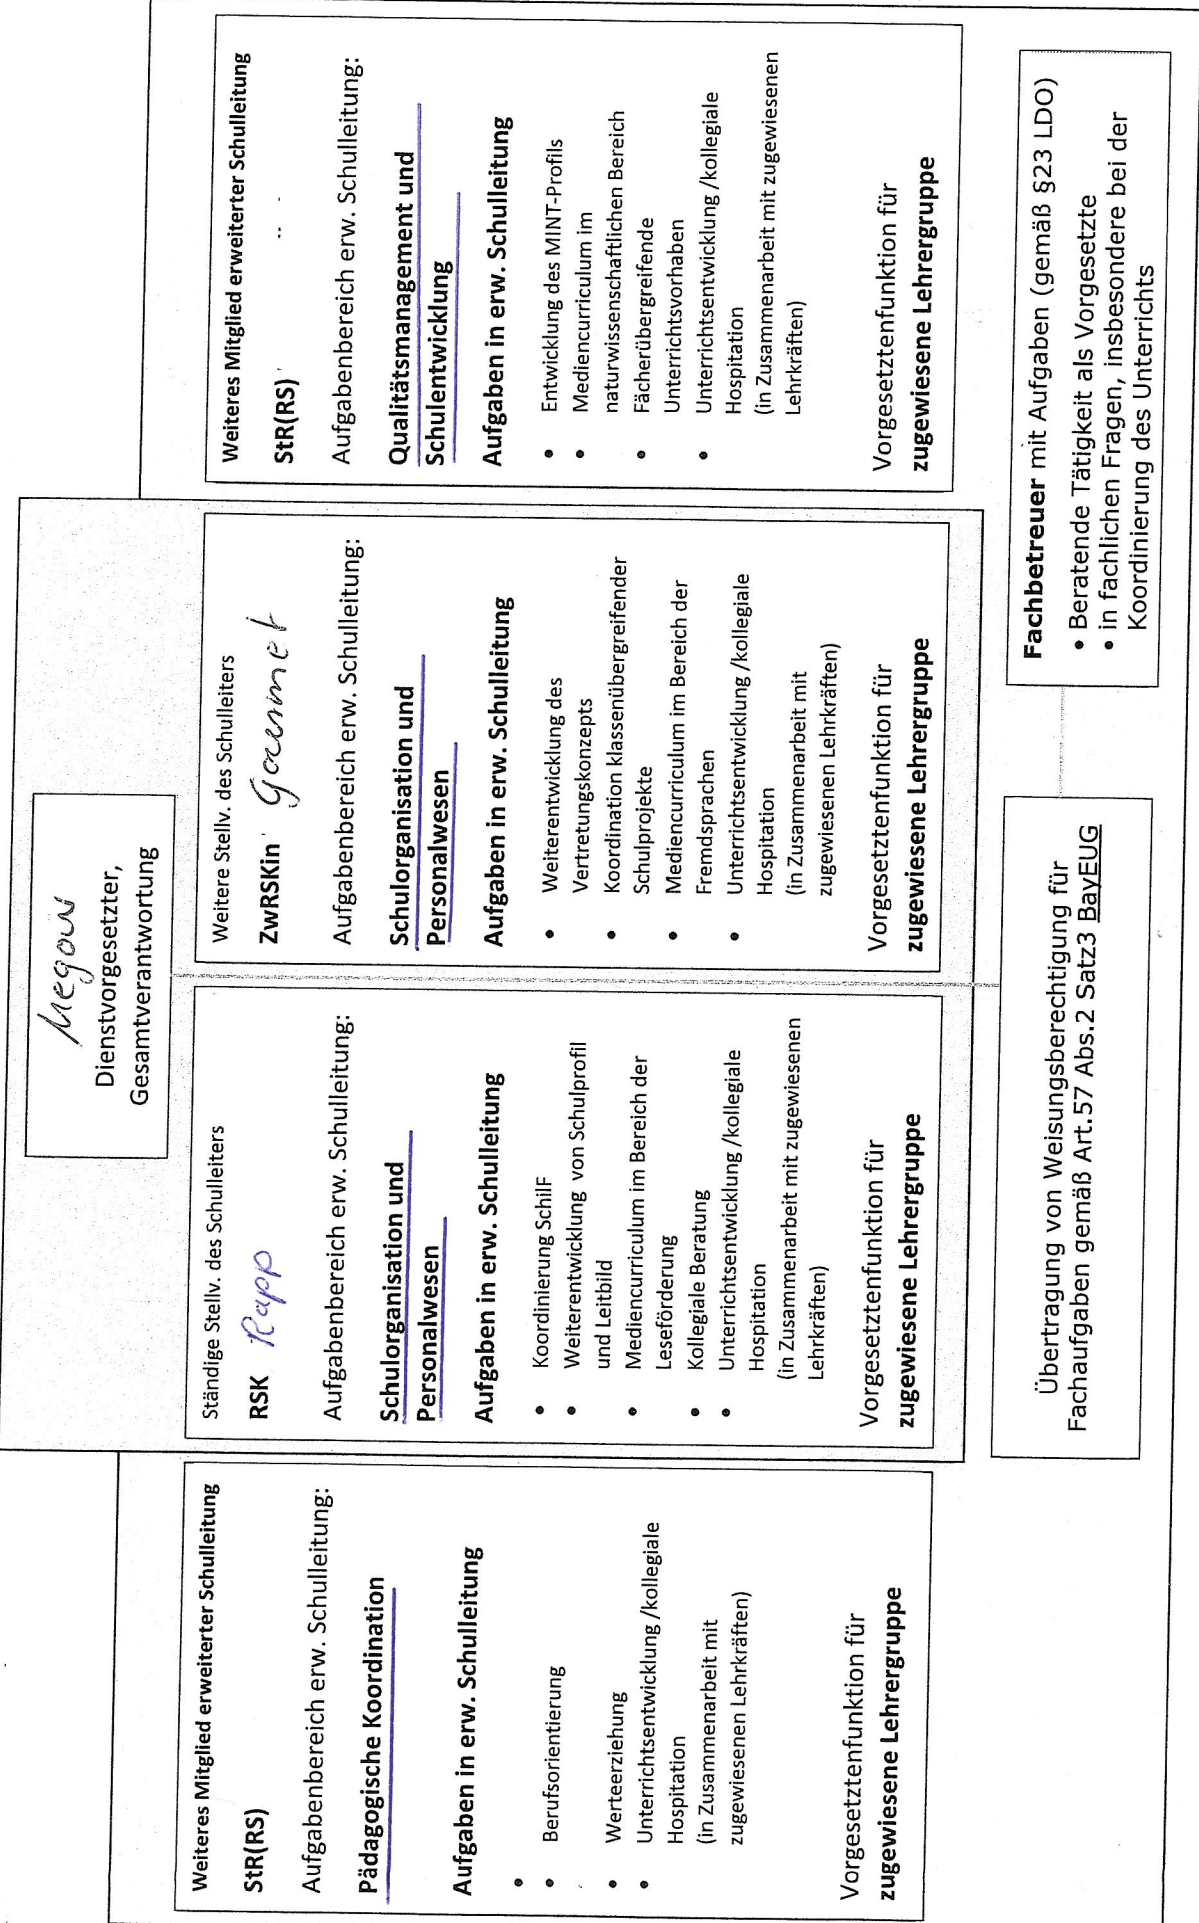 Megow
Dienstvorgesetzter,
Gesamtverantwortung
Weiteres Mitglied erweiterter Schulleitung
StR(RS)
Aufgabenbereich erw. Schulleitung:
Pädagogische Koordination
Aufgaben in erw. Schulleitung
•
• Berufsorientierung
• Werteerziehung
• Unterrichtsentwicklung /kollegiale
Hospitation
(in Zusammenarbeit mit
zugewiesenen Lehrkräften)
Vorgesetztenfunktion für
zugewiesene Lehrergruppe
Ständige Stellv. des Schulleiters
RSK Rapp
Aufgabenbereich erw. Schulleitung:
Schulorganisation und
Personalwesen
Aufgaben in erw. Schulleitung
• Koordinierung SchilF
• Weiterentwicklung von Schulprofil
und Leitbild
• Mediencurriculum im Bereich der
Leseförderung
• Kollegiale Beratung
• Unterrichtsentwicklung /kollegiale
Hospitation
(in Zusammenarbeit mit zugewiesenen
Lehrkräften)
Vorgesetztenfunktion für
zugewiesene Lehrergruppe
Weitere Stellv. des Schulleiters
ZwRSKin
Aufgabenbereich erw. Schulleitung:
Schulorganisation und
Personalwesen
Aufgaben in erw. Schulleitung
• Weiterentwicklung des
Vertretungskonzepts
• Koordination klassenübergreifender
Schulprojekte
• Mediencurriculum im Bereich der
Fremdsprachen
• Unterrichtsentwicklung /kollegiale
Hospitation
(in Zusammenarbeit mit
zugewiesenen Lehrkräften)
Vorgesetztenfunktion für
zugewiesene Lehrergruppe
Weiteres Mitglied erweiterter Schulleitung
StR(RS)
Aufgabenbereich erw. Schulleitung:
Qualitätsmanagement und
Schulentwicklung
Aufgaben in erw. Schulleitung
• Entwicklung des MINT-Profils
• Mediencurriculum im
naturwissenschaftlichen Bereich
• Fächerübergreifende
Unterrichtsvorhaben
• Unterrichtsentwicklung /kollegiale
Hospitation
(in Zusammenarbeit mit zugewiesenen
Lehrkräften)
Vorgesetztenfunktion für
zugewiesene Lehrergruppe
Übertragung von Weisungsberechtigung für
Fachaufgaben gemäß Art.57 Abs.2 Satz3 BayEUG
Fachbetreuer mit Aufgaben (gemäß §23 LDO)
• Beratende Tätigkeit als Vorgesetzte
• in fachlichen Fragen, insbesondere bei der
Koordinierung des Unterrichts